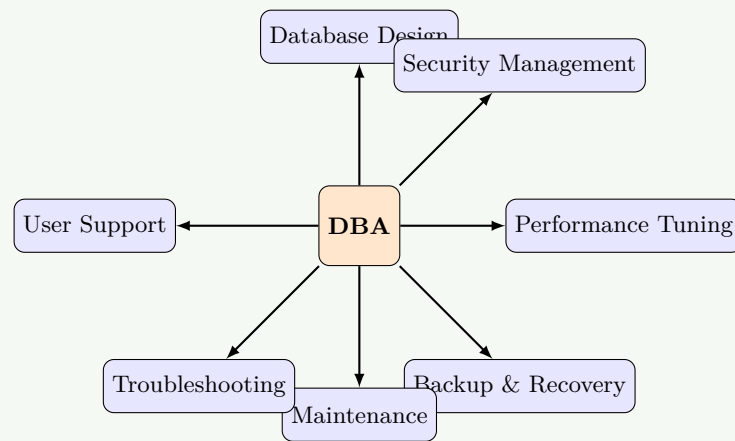 Database Design
Security Management
User Support
DBA
Performance Tuning
Troubleshooting
Backup & Recovery
Maintenance